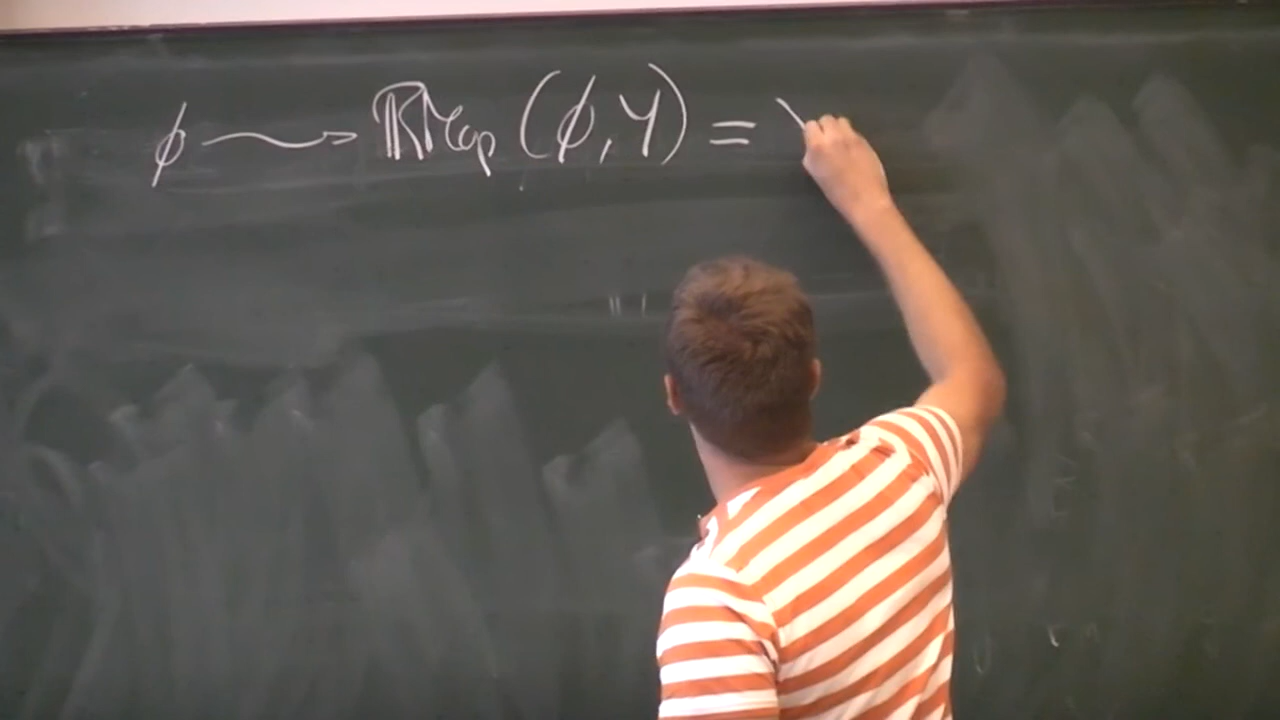 ϕ ⇝ ℝMap (ϕ, Y) =